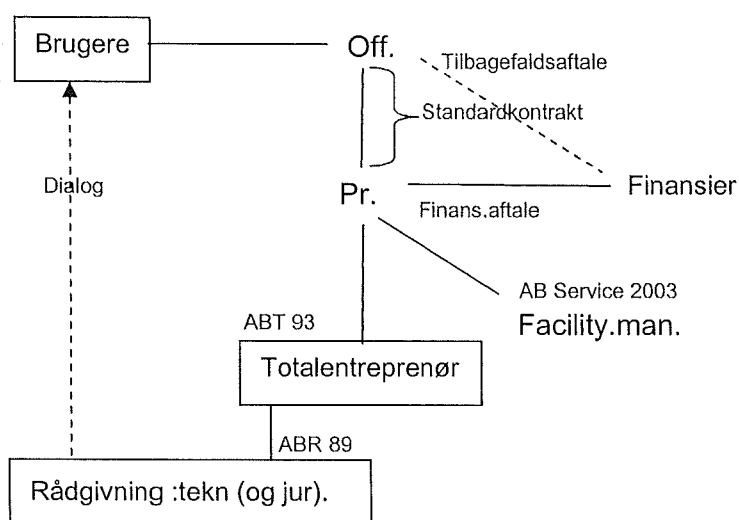 Brugere
Off.
Tilbagefaldsaftale
Standardkontrakt
Dialog
Pr.
Finansier
Finans.aftale
AB Service 2003
ABT 93
Facility.man.
Totalentreprenør
ABR 89
Rådgivning :tekn (og jur).